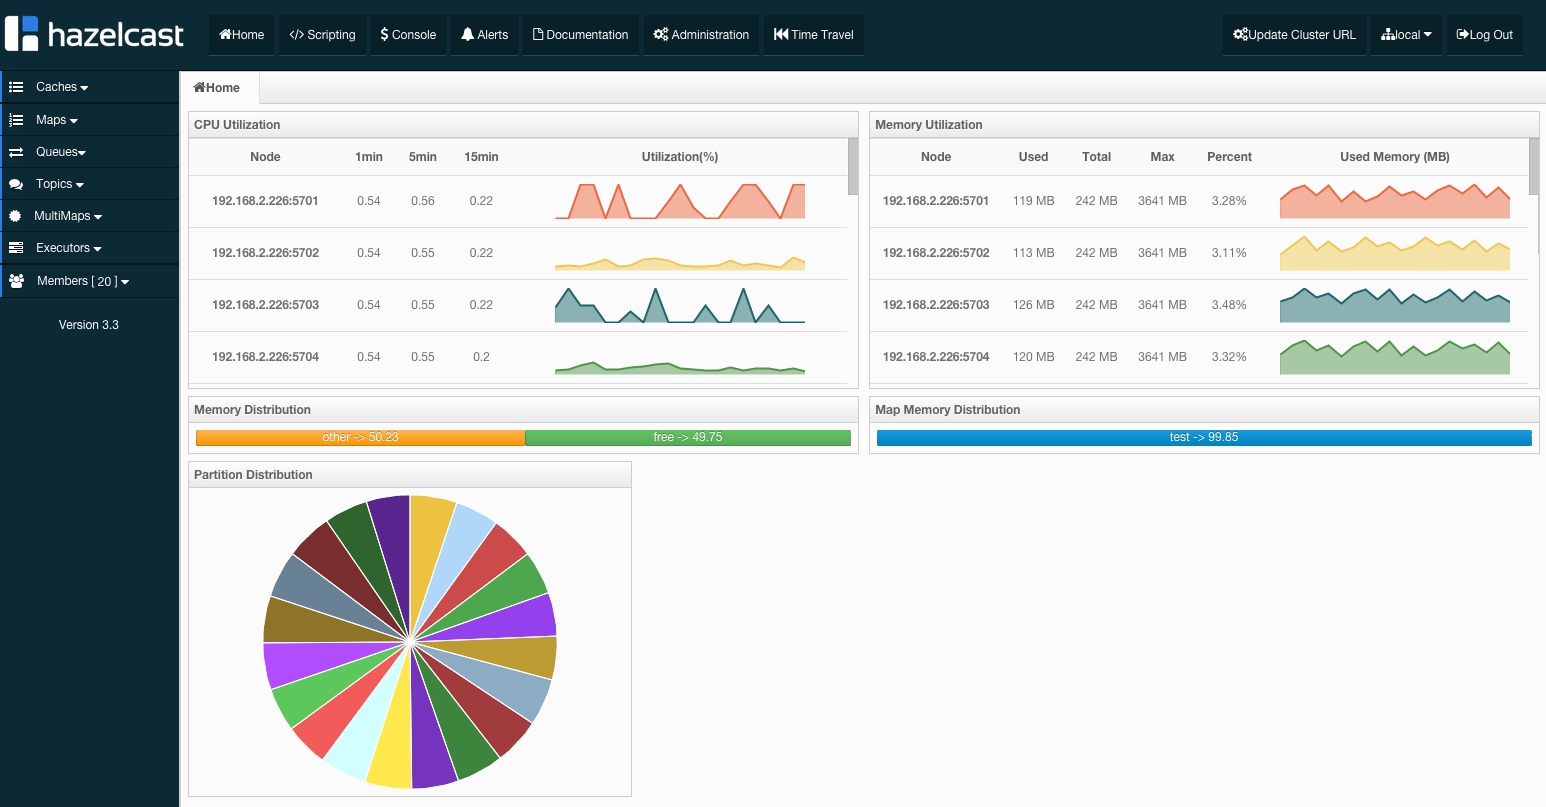 hazelcast Home </> Scripting $ Console Alerts Documentation Administration Time Travel Update Cluster URL local Log Out
Caches
Maps
Queues
Topics
MultiMaps
Executors
Members [ 20 ]
Version 3.3
Home
CPU Utilization
Node 1min 5min 15min Utilization(%)
192.168.2.226:5701 0.54 0.56 0.22
192.168.2.226:5702 0.54 0.55 0.22
192.168.2.226:5703 0.54 0.55 0.22
192.168.2.226:5704 0.54 0.55 0.2
Memory Utilization
Node Used Total Max Percent Used Memory (MB)
192.168.2.226:5701 119 MB 242 MB 3641 MB 3.28%
192.168.2.226:5702 113 MB 242 MB 3641 MB 3.11%
192.168.2.226:5703 126 MB 242 MB 3641 MB 3.48%
192.168.2.226:5704 120 MB 242 MB 3641 MB 3.32%
Memory Distribution
other -> 50.23 free -> 49.75
Map Memory Distribution
test -> 99.85
Partition Distribution